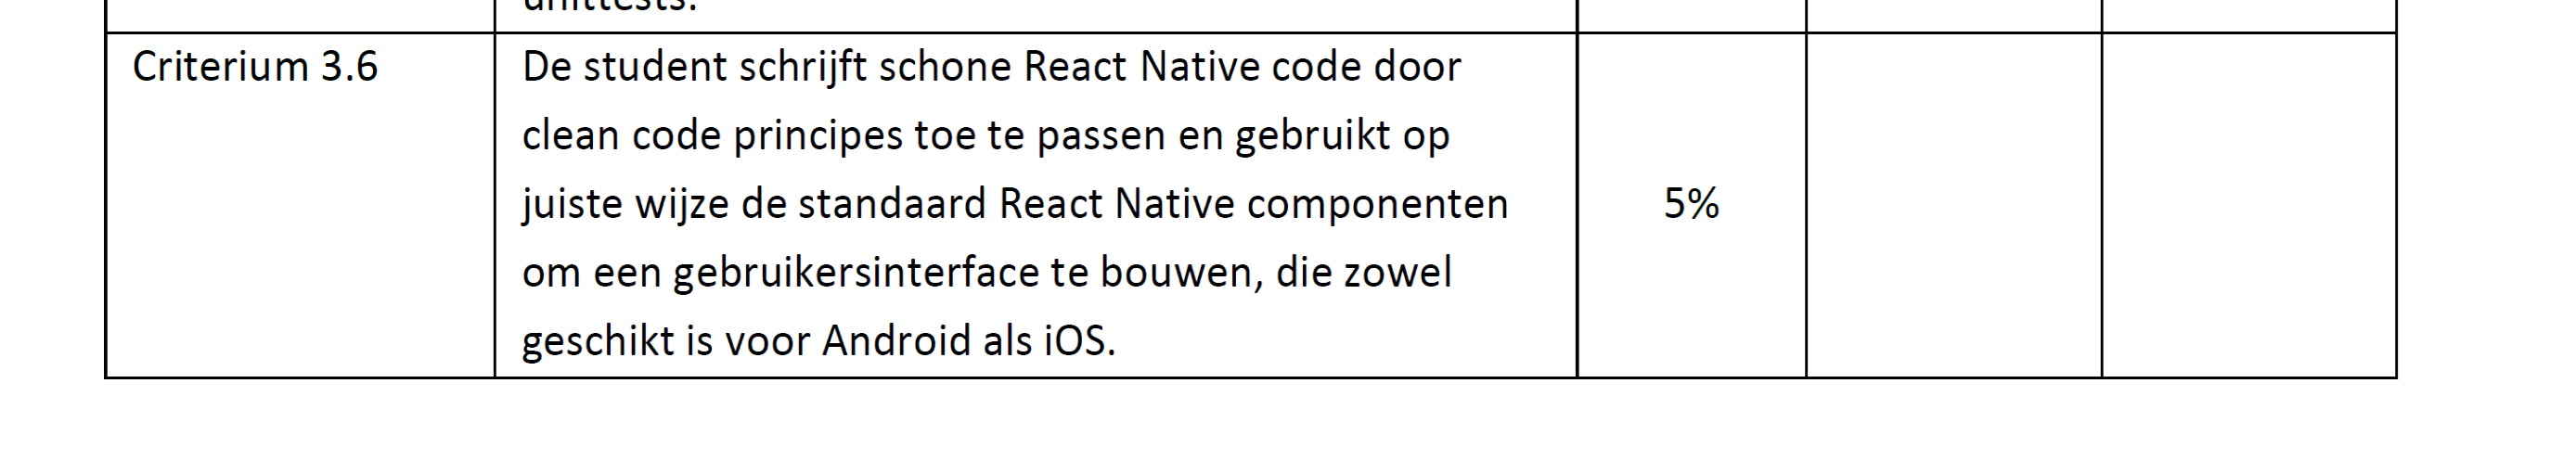 unittests.
Criterium 3.6
De student schrijft schone React Native code door
clean code principes toe te passen en gebruikt op
juiste wijze de standaard React Native componenten
om een gebruikersinterface te bouwen, die zowel
geschikt is voor Android als iOS.
5%